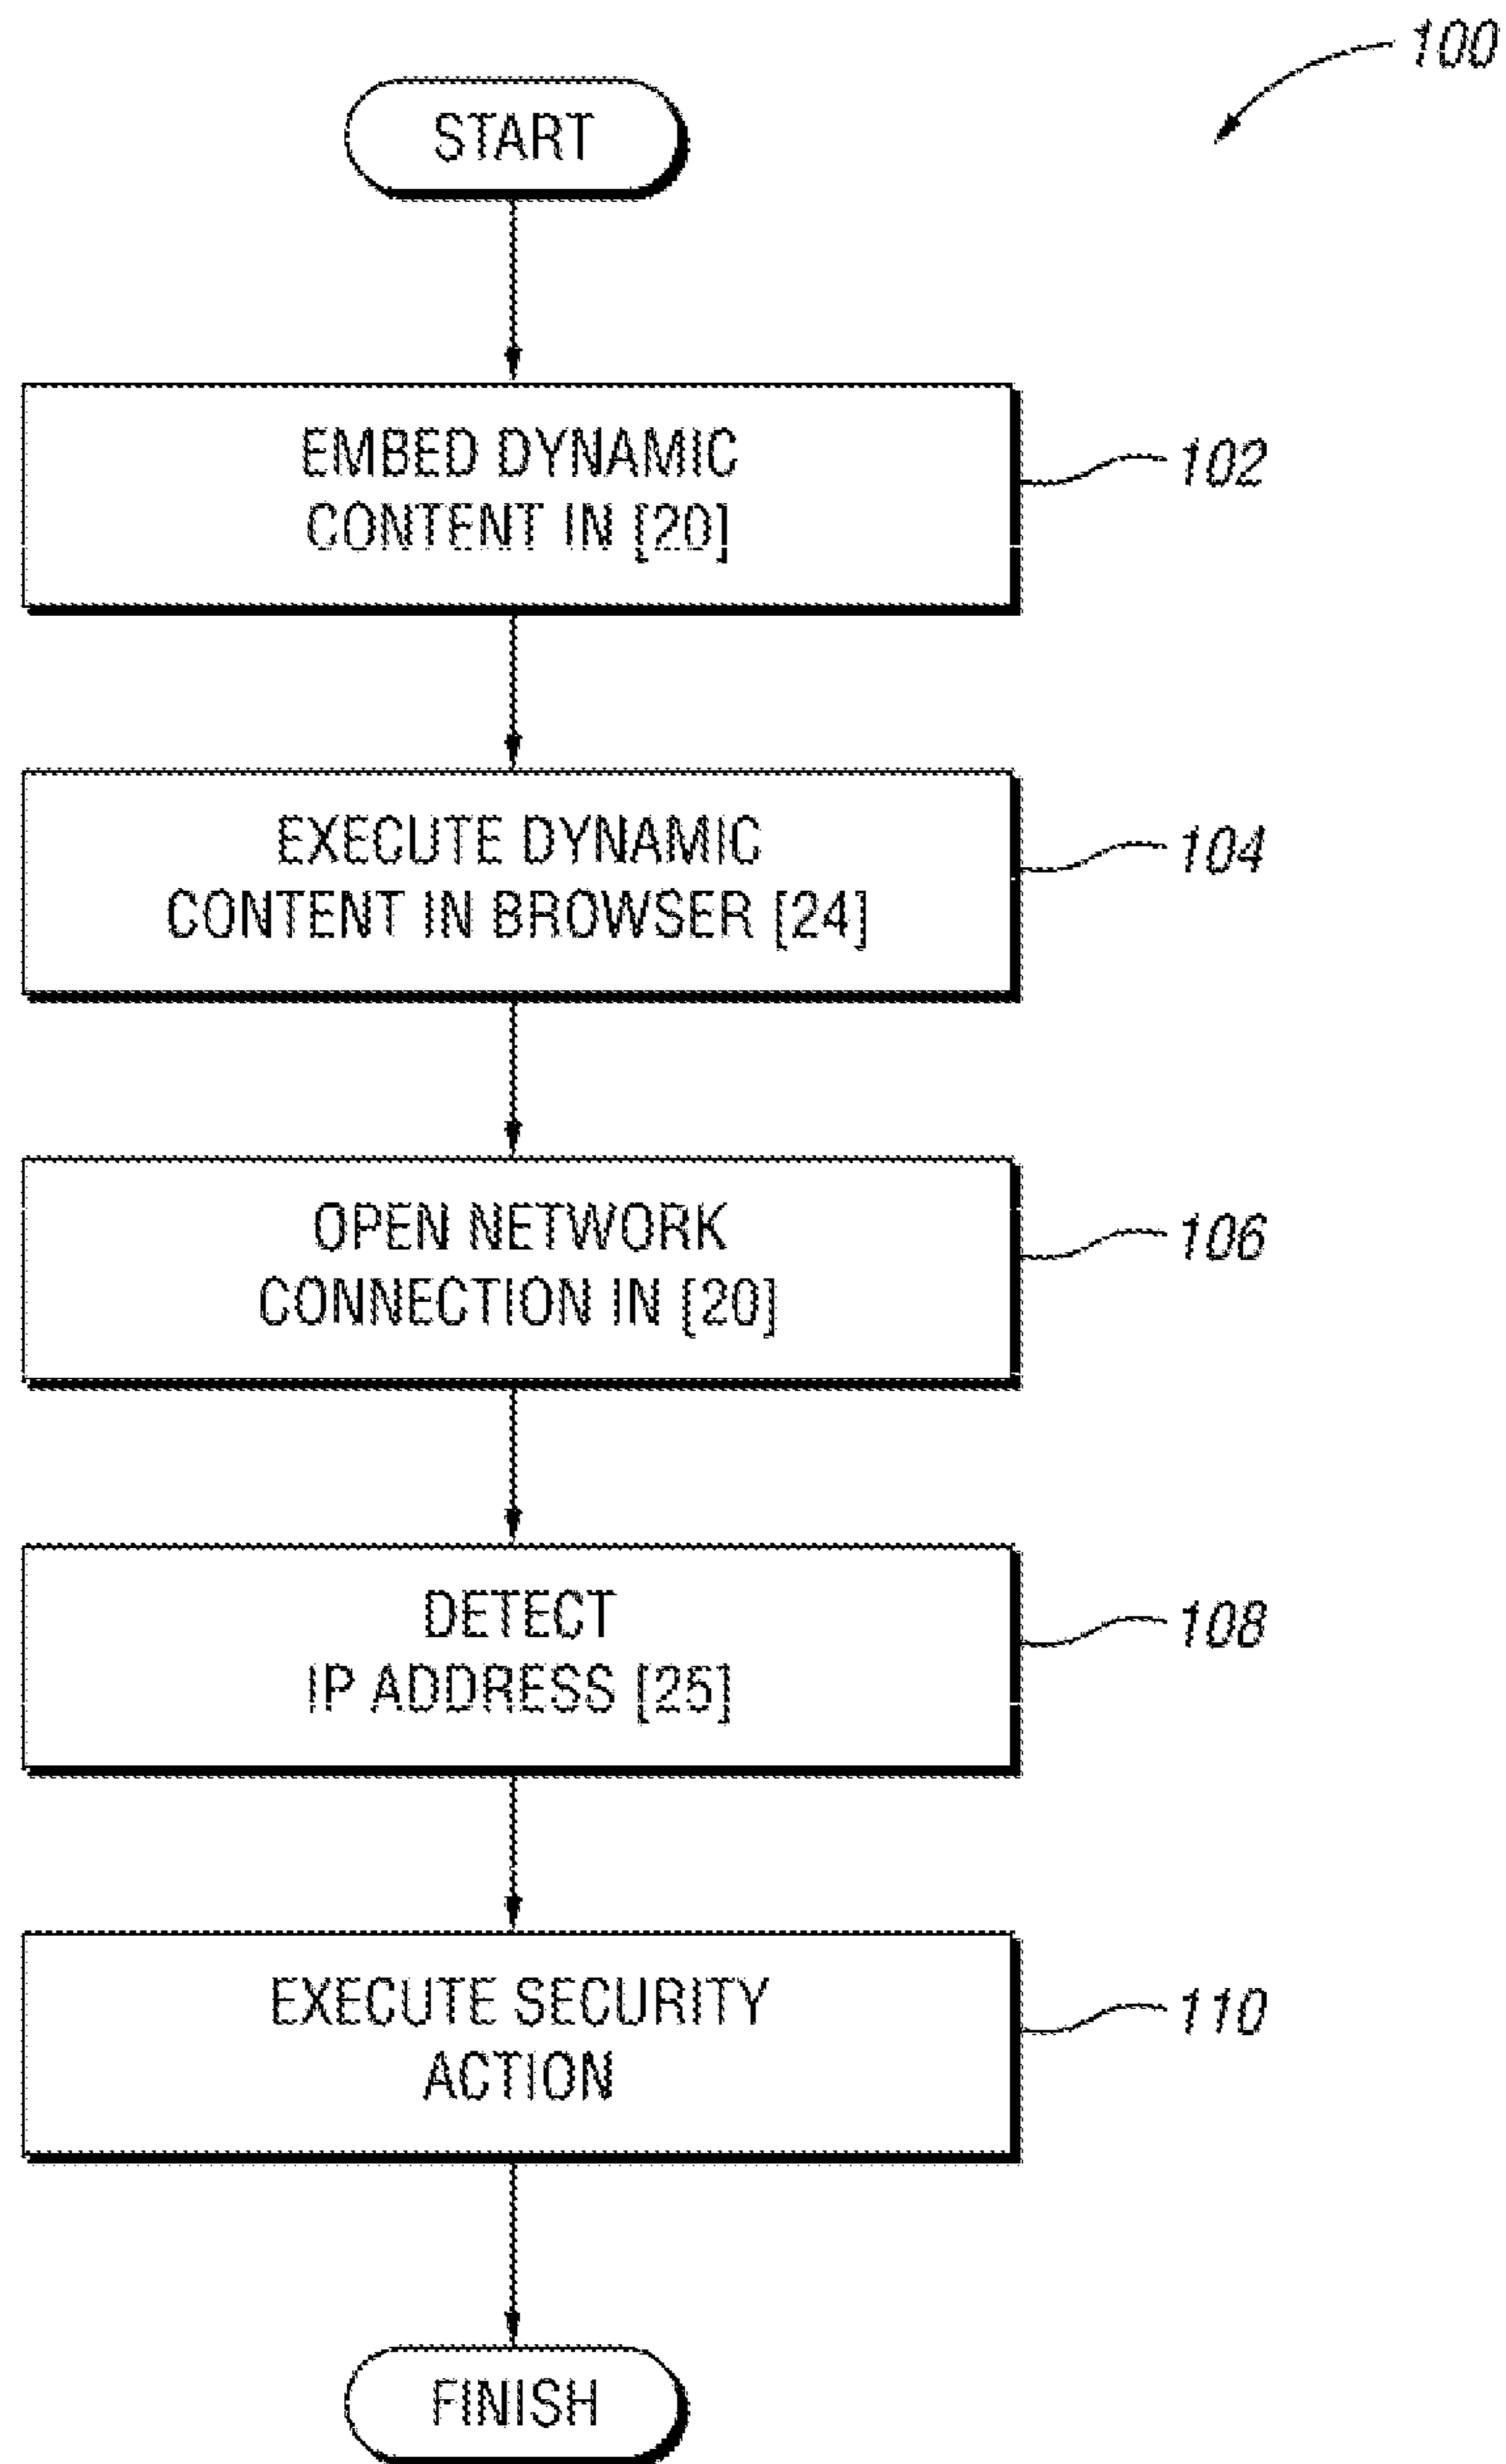 100
START
EMBED DYNAMIC
CONTENT IN [20]
102
EXECUTE DYNAMIC
CONTENT IN BROWSER [24]
104
OPEN NETWORK
CONNECTION IN [20]
106
DETECT
IP ADDRESS [25]
108
EXECUTE SECURITY
ACTION
110
FINISH